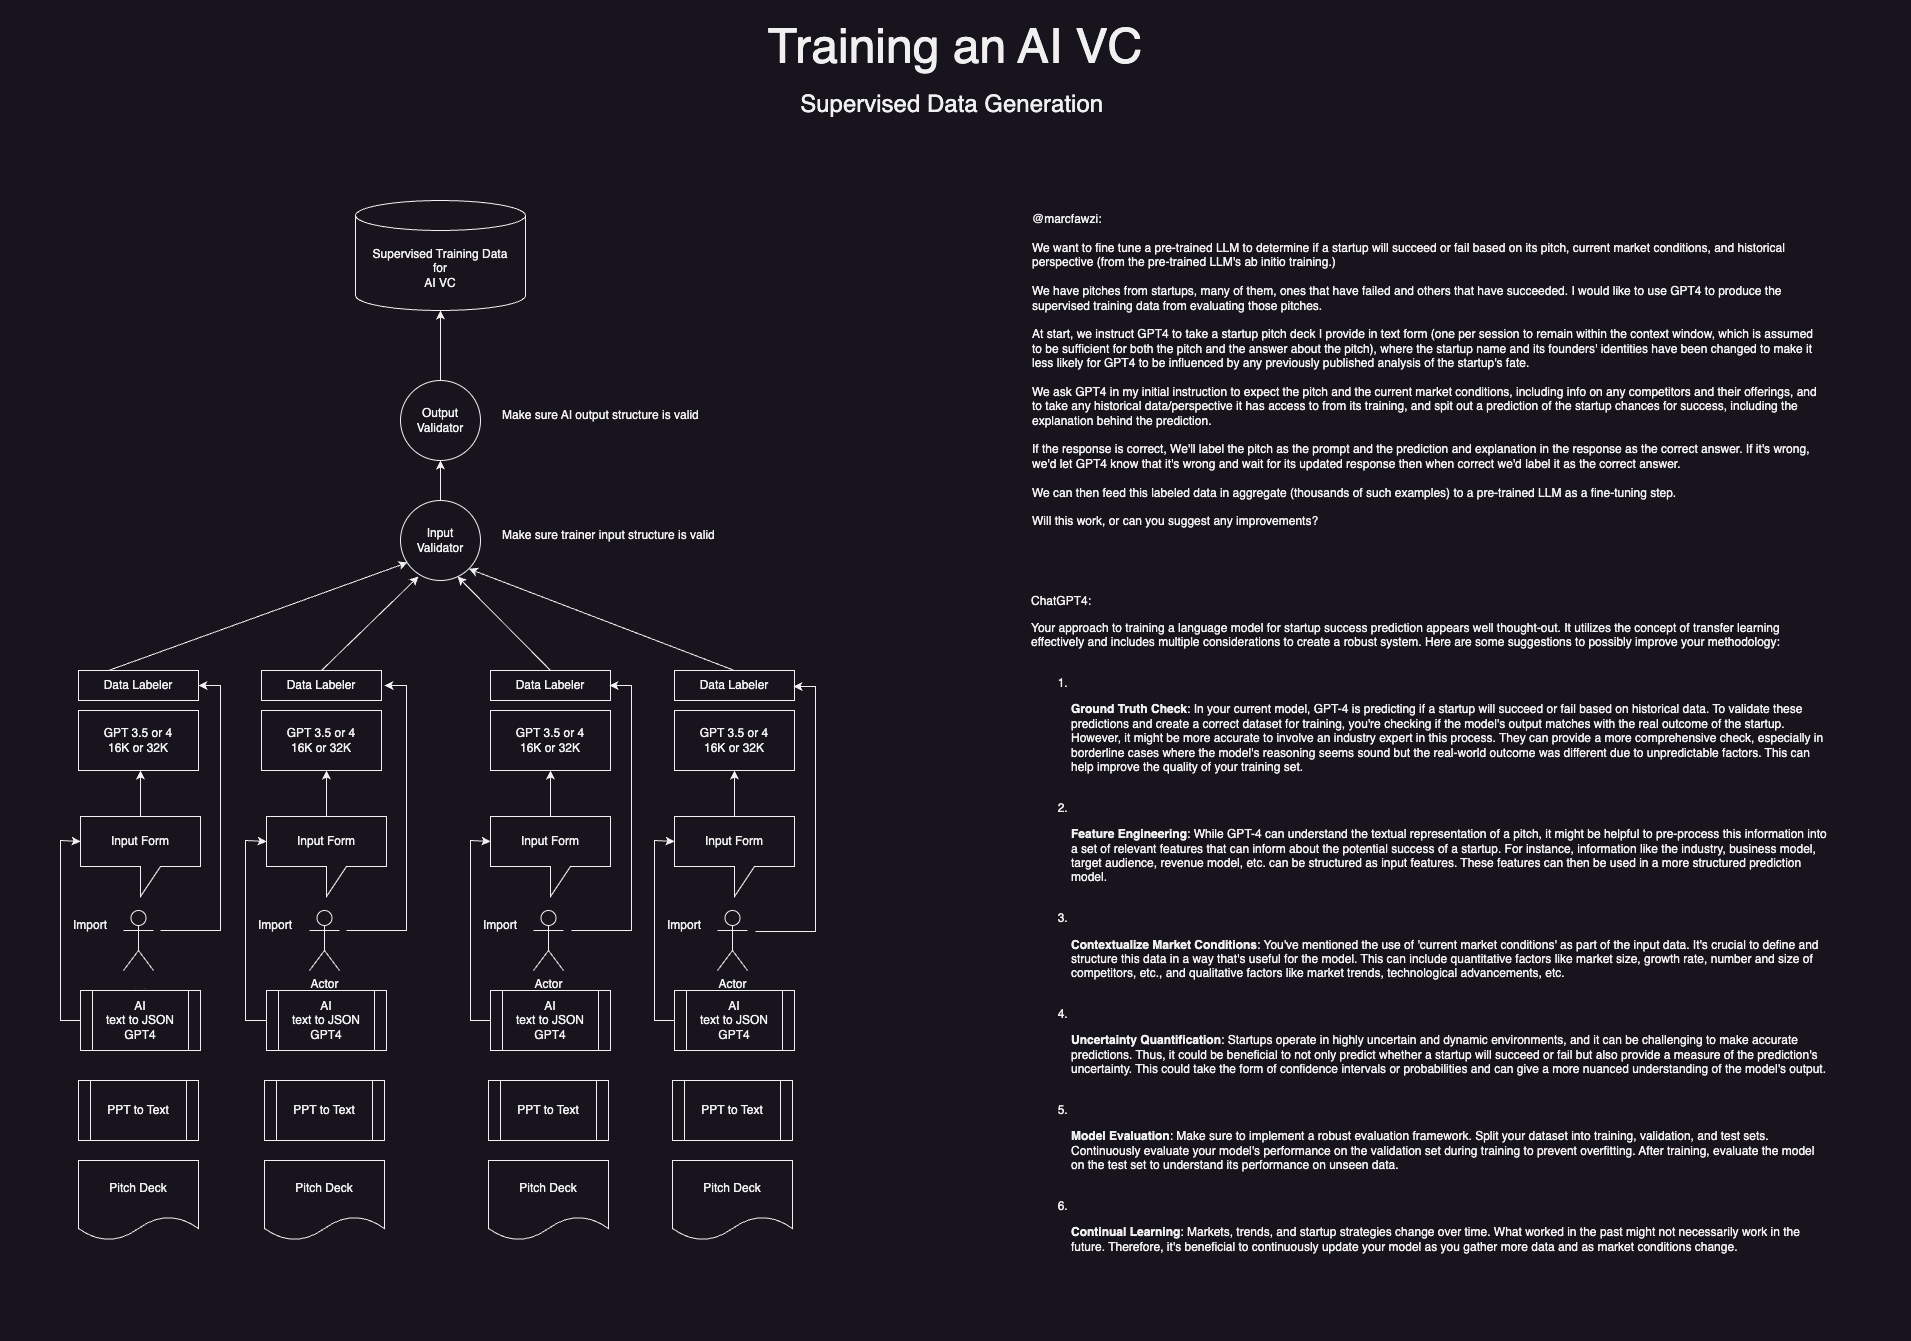 Training an AI VC
Supervised Data Generation
Supervised Training Data
for
AI VC
Output
Validator
Make sure AI output structure is valid
Input
Validator
Make sure trainer input structure is valid
Data Labeler
Data Labeler
Data Labeler
Data Labeler
GPT 3.5 or 4
16K or 32K
GPT 3.5 or 4
16K or 32K
GPT 3.5 or 4
16K or 32K
GPT 3.5 or 4
16K or 32K
Input Form
Input Form
Input Form
Input Form
Import
Import
Import
Import
Actor
Actor
Actor
AI
text to JSON
GPT4
AI
text to JSON
GPT4
AI
text to JSON
GPT4
AI
text to JSON
GPT4
PPT to Text
PPT to Text
PPT to Text
PPT to Text
Pitch Deck
Pitch Deck
Pitch Deck
Pitch Deck
@marcfawzi:
We want to fine tune a pre-trained LLM to determine if a startup will succeed or fail based on its pitch, current market conditions, and historical
perspective (from the pre-trained LLM's ab initio training.)
We have pitches from startups, many of them, ones that have failed and others that have succeeded. I would like to use GPT4 to produce the
supervised training data from evaluating those pitches.
At start, we instruct GPT4 to take a startup pitch deck I provide in text form (one per session to remain within the context window, which is assumed
to be sufficient for both the pitch and the answer about the pitch), where the startup name and its founders' identities have been changed to make it
less likely for GPT4 to be influenced by any previously published analysis of the startup's fate.
We ask GPT4 in my initial instruction to expect the pitch and the current market conditions, including info on any competitors and their offerings, and
to take any historical data/perspective it has access to from its training, and spit out a prediction of the startup chances for success, including the
explanation behind the prediction.
If the response is correct, We'll label the pitch as the prompt and the prediction and explanation in the response as the correct answer. If it's wrong,
we'd let GPT4 know that it's wrong and wait for its updated response then when correct we'd label it as the correct answer.
We can then feed this labeled data in aggregate (thousands of such examples) to a pre-trained LLM as a fine-tuning step.
Will this work, or can you suggest any improvements?
ChatGPT4:
Your approach to training a language model for startup success prediction appears well thought-out. It utilizes the concept of transfer learning
effectively and includes multiple considerations to create a robust system. Here are some suggestions to possibly improve your methodology:
1.
Ground Truth Check: In your current model, GPT-4 is predicting if a startup will succeed or fail based on historical data. To validate these
predictions and create a correct dataset for training, you're checking if the model's output matches with the real outcome of the startup.
However, it might be more accurate to involve an industry expert in this process. They can provide a more comprehensive check, especially in
borderline cases where the model's reasoning seems sound but the real-world outcome was different due to unpredictable factors. This can
help improve the quality of your training set.
2.
Feature Engineering: While GPT-4 can understand the textual representation of a pitch, it might be helpful to pre-process this information into
a set of relevant features that can inform about the potential success of a startup. For instance, information like the industry, business model,
target audience, revenue model, etc. can be structured as input features. These features can then be used in a more structured prediction
model.
3.
Contextualize Market Conditions: You've mentioned the use of 'current market conditions' as part of the input data. It's crucial to define and
structure this data in a way that's useful for the model. This can include quantitative factors like market size, growth rate, number and size of
competitors, etc., and qualitative factors like market trends, technological advancements, etc.
4.
Uncertainty Quantification: Startups operate in highly uncertain and dynamic environments, and it can be challenging to make accurate
predictions. Thus, it could be beneficial to not only predict whether a startup will succeed or fail but also provide a measure of the prediction's
uncertainty. This could take the form of confidence intervals or probabilities and can give a more nuanced understanding of the model's output.
5.
Model Evaluation: Make sure to implement a robust evaluation framework. Split your dataset into training, validation, and test sets.
Continuously evaluate your model's performance on the validation set during training to prevent overfitting. After training, evaluate the model
on the test set to understand its performance on unseen data.
6.
Continual Learning: Markets, trends, and startup strategies change over time. What worked in the past might not necessarily work in the
future. Therefore, it's beneficial to continuously update your model as you gather more data and as market conditions change.